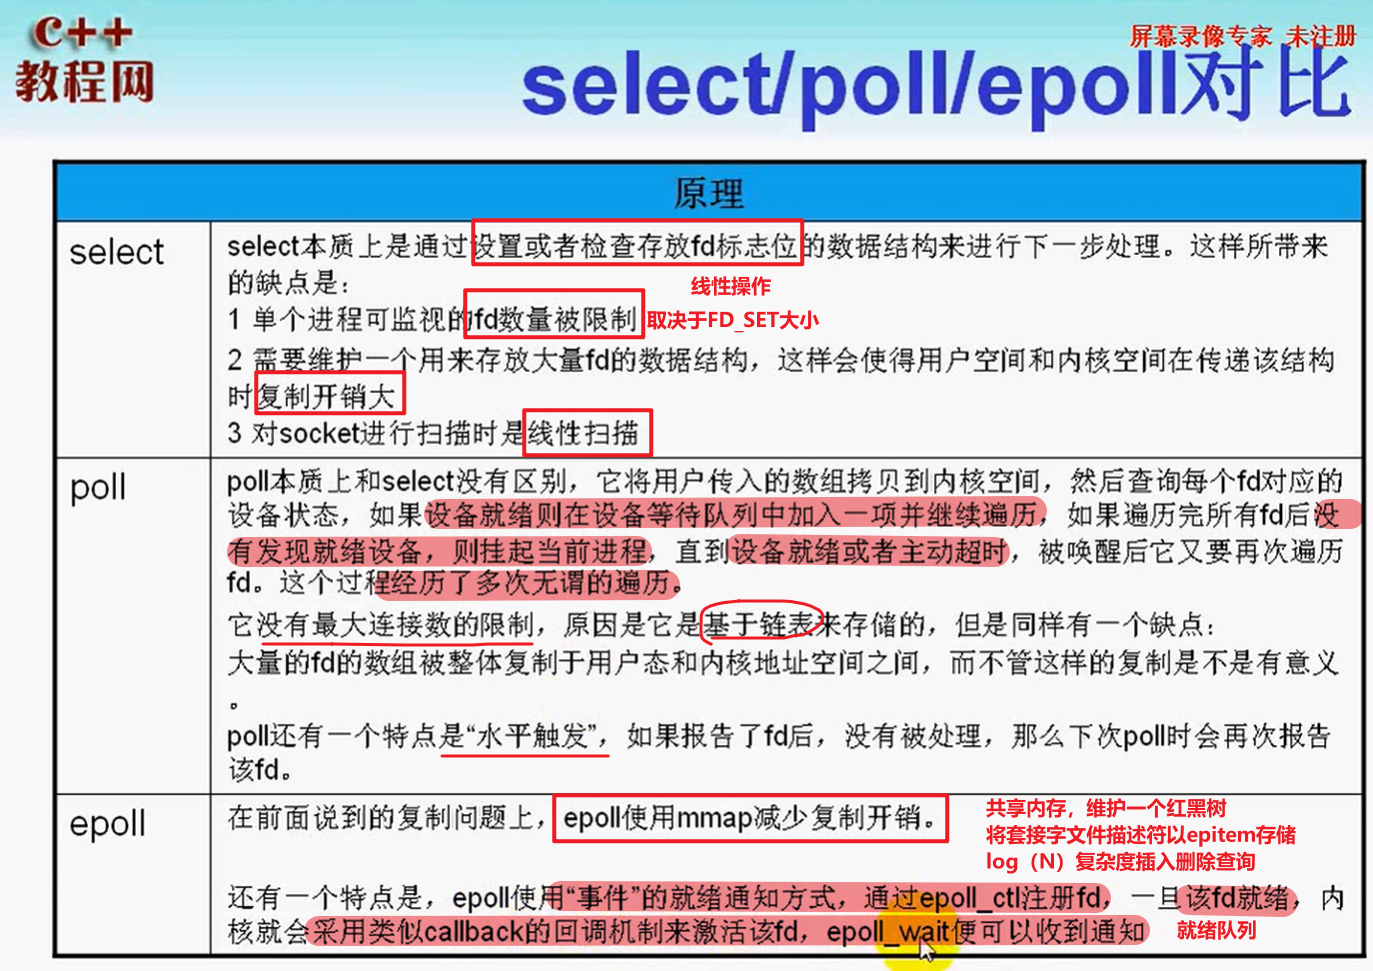 C++
教程网
屏幕录像专家 未注册
select/poll/epoll对比
原理
select
select本质上是通过设置或者检查存放fd标志位的数据结构来进行下一步处理。这样所带来
的缺点是：
线性操作
1 单个进程可监视的fd数量被限制
取决于FD_SET大小
2 需要维护一个用来存放大量fd的数据结构，这样会使得用户空间和内核空间在传递该结构
时复制开销大
3 对socket进行扫描时是线性扫描
poll
poll本质上和select没有区别，它将用户传入的数组拷贝到内核空间，然后查询每个fd对应的
设备状态，如果设备就绪则在设备等待队列中加入一项并继续遍历，如果遍历完所有fd后没
有发现就绪设备，则挂起当前进程，直到设备就绪或者主动超时，被唤醒后它又要再次遍历
fd。这个过程经历了多次无谓的遍历。
它没有最大连接数的限制，原因是它是基于链表来存储的，但是同样有一个缺点：
大量的fd的数组被整体复制于用户态和内核地址空间之间，而不管这样的复制是不是有意义
。
poll还有一个特点是“水平触发”，如果报告了fd后，没有被处理，那么下次poll时会再次报告
该fd。
epoll
在前面说到的复制问题上，epoll使用mmap减少复制开销。
共享内存，维护一个红黑树
将套接字文件描述符以epitem存储
log（N）复杂度插入删除查询
还有一个特点是，epoll使用“事件”的就绪通知方式，通过epoll_ctl注册fd，一旦该fd就绪，内
核就会采用类似callback的回调机制来激活该fd，epoll_wait便可以收到通知
就绪队列